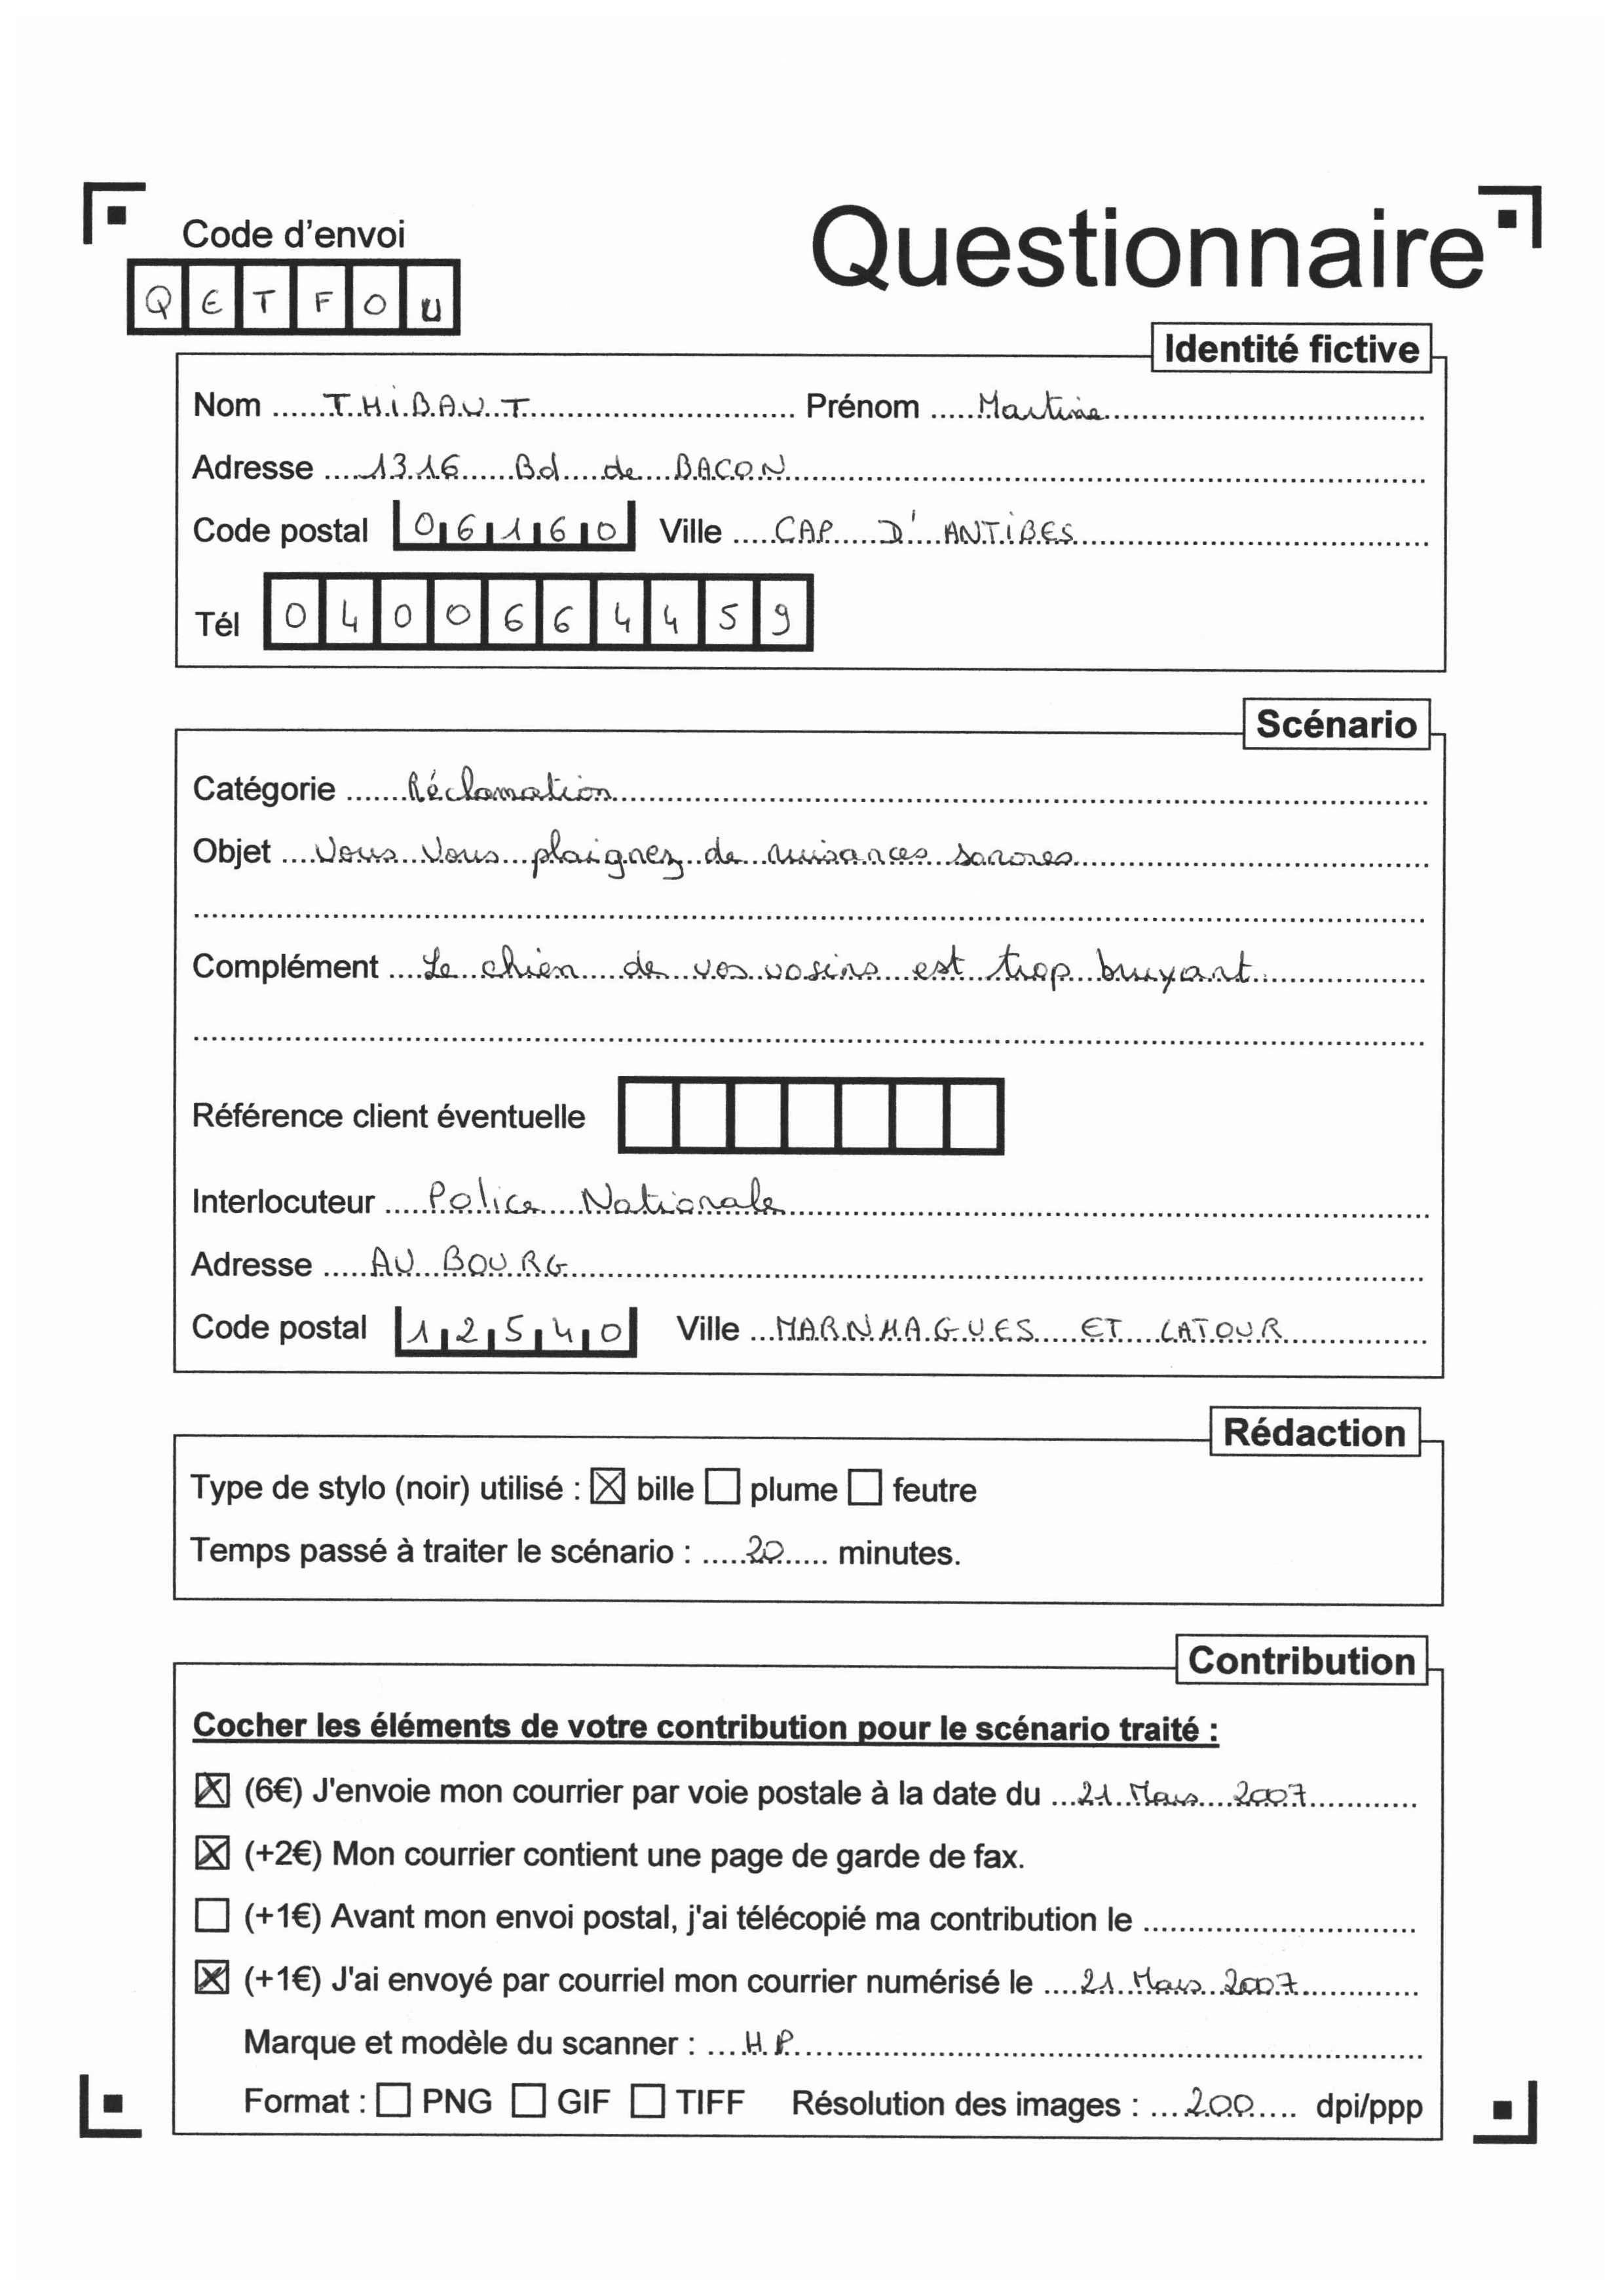 Code d'envoi
Questionnaire
Q E T F O U
Identité fictive
Nom THIBAUT Prénom Martine
Adresse 1316 Bd de BACON
Code postal 06160 Ville CAP D'ANTIBES
Tél 0400664459
Scénario
Catégorie Réclamation
Objet Vous Vous plaignez de nuisances sonores
Complément Le chien de vos vosins est trop bruyant
Référence client éventuelle
Interlocuteur Police Nationale
Adresse AU BOURG
Code postal 12540 Ville MARNHAGUES ET LATOUR
Rédaction
Type de stylo (noir) utilisé : ☒ bille ☐ plume ☐ feutre
Temps passé à traiter le scénario : 20 minutes.
Contribution
Cocher les éléments de votre contribution pour le scénario traité :
☒ (6€) J'envoie mon courrier par voie postale à la date du 21 Mars 2007
☒ (+2€) Mon courrier contient une page de garde de fax.
☐ (+1€) Avant mon envoi postal, j'ai télécopié ma contribution le
☒ (+1€) J'ai envoyé par courriel mon courrier numérisé le 21 Mars 2007
Marque et modèle du scanner : HP
Format : ☐ PNG ☐ GIF ☐ TIFF Résolution des images : 200 dpi/ppp